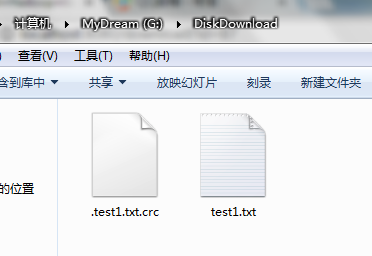 计算机 ▸ MyDream (G:) ▸ DiskDownload
) 查看(V) 工具(T) 帮助(H)
含到库中 共享 放映幻灯片 刻录 新建文件夹
的位置
.test1.txt.crc test1.txt